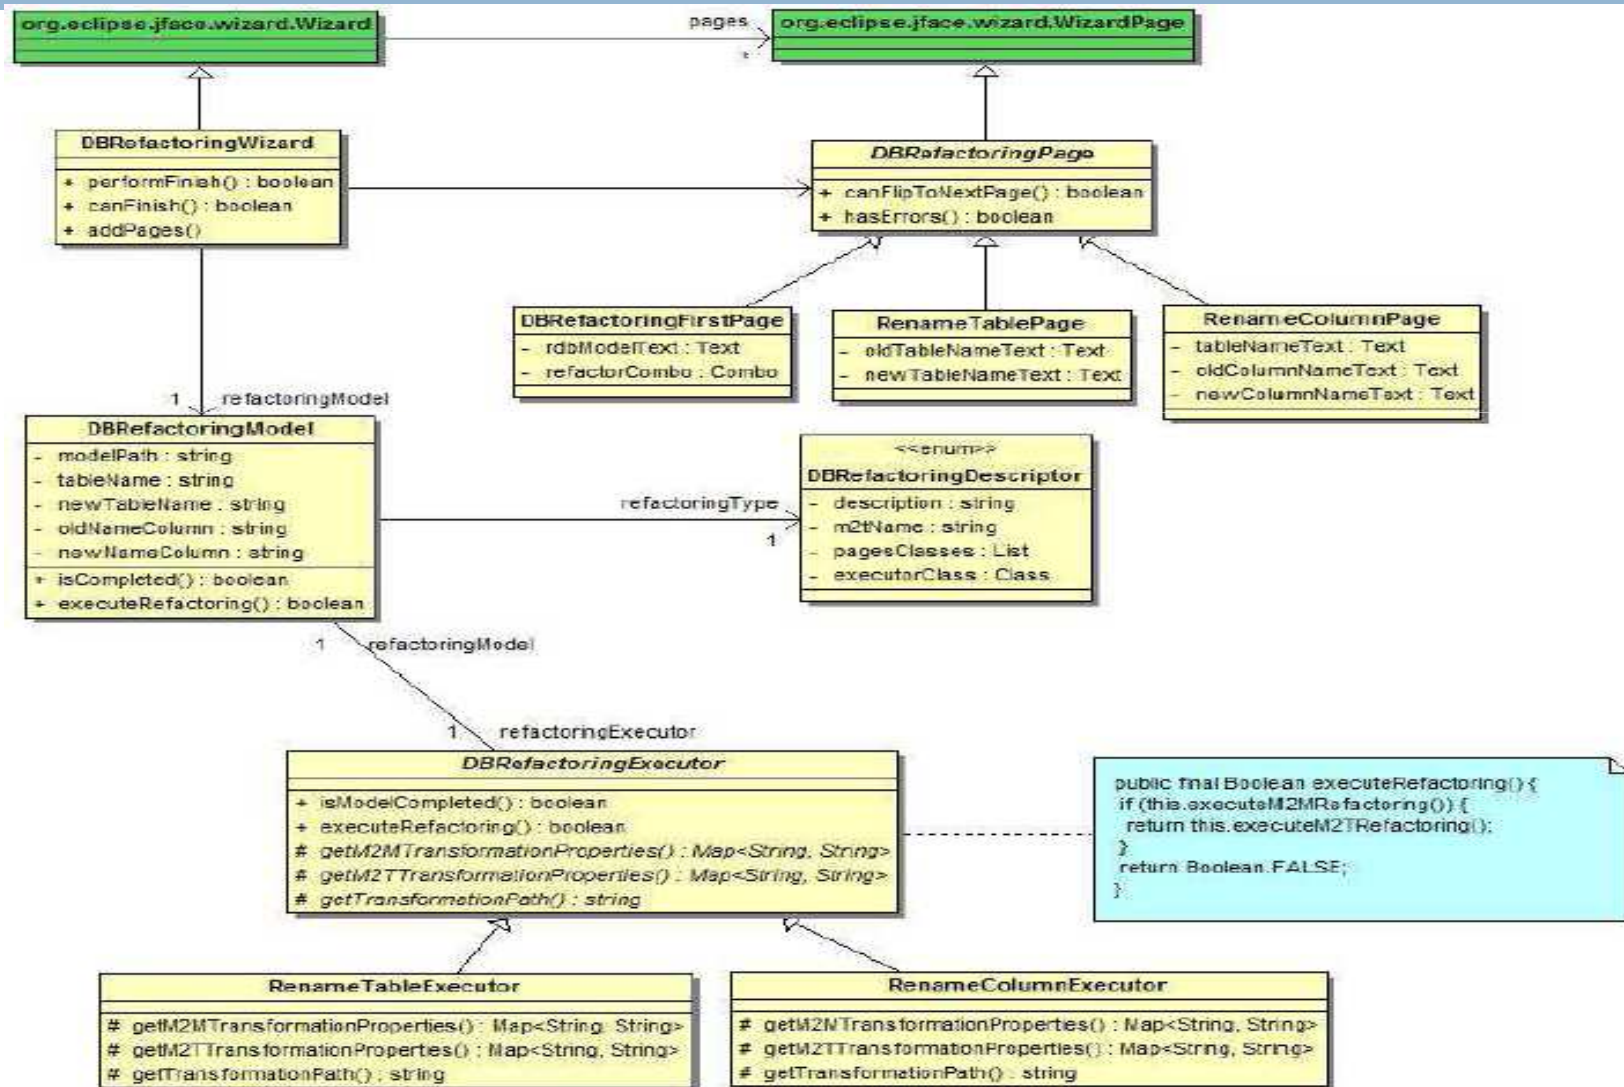 org.eclipse.jface.wizard.Wizard
pages
*
org.eclipse.jface.wizard.WizardPage
DBRefactoringWizard
+ performFinish() : boolean
+ canFinish() : boolean
+ addPages()
DBRefactoringPage
+ canFlipToNextPage() : boolean
+ hasErrors() : boolean
DBRefactoringFirstPage
- rdbModelText : Text
- refactorCombo : Combo
RenameTablePage
- oldTableNameText : Text
- newTableNameText : Text
RenameColumnPage
- tableNameText : Text
- oldColumnNameText : Text
- newColumnNameText : Text
1 refactoringModel
DBRefactoringModel
- modelPath : string
- tableName : string
- newTableName : string
- oldNameColumn : string
- newNameColumn : string
+ isCompleted() : boolean
+ executeRefactoring() : boolean
refactoringType
1
<<enum>>
DBRefactoringDescriptor
- description : string
- m2tName : string
- pagesClasses : List
- executorClass : Class
1 refactoringModel
1 refactoringExecutor
DBRefactoringExecutor
+ isModelCompleted() : boolean
+ executeRefactoring() : boolean
# getM2MTransformationProperties() : Map<String, String>
# getM2TTransformationProperties() : Map<String, String>
# getTransformationPath() : string
public final Boolean executeRefactoring() {
if (this.executeM2MRefactoring()) {
return this.executeM2TRefactoring();
}
return Boolean.FALSE;
}
RenameTableExecutor
# getM2MTransformationProperties() : Map<String, String>
# getM2TTransformationProperties() : Map<String, String>
# getTransformationPath() : string
RenameColumnExecutor
# getM2MTransformationProperties() : Map<String, String>
# getM2TTransformationProperties() : Map<String, String>
# getTransformationPath() : string